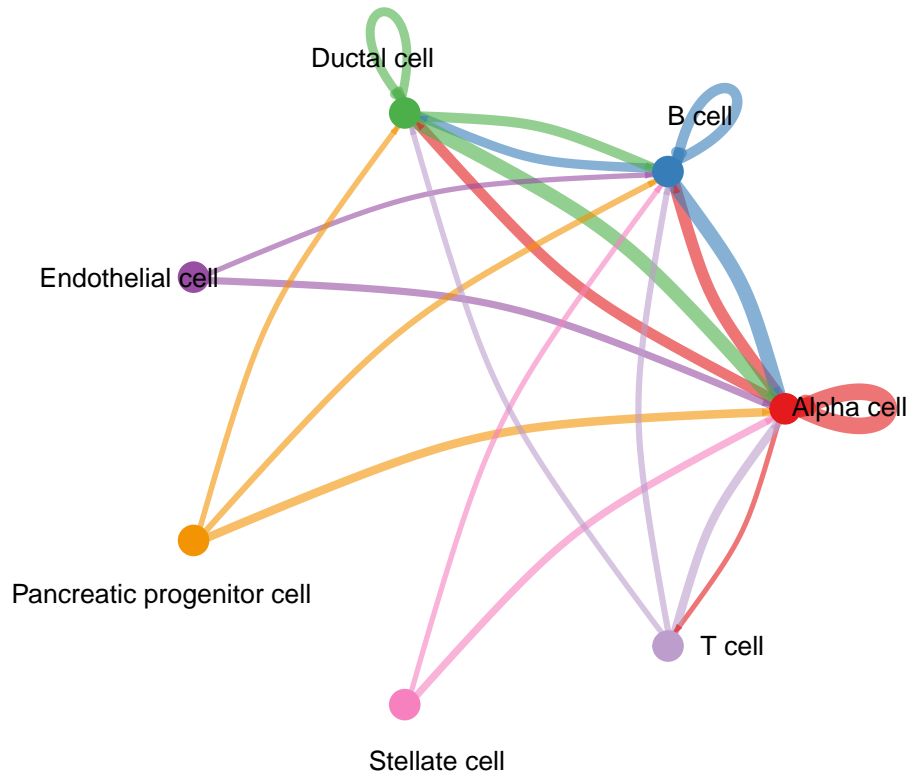 Ductal cell
B cell
Endothelial cell
Alpha cell
Pancreatic progenitor cell
T cell
Stellate cell